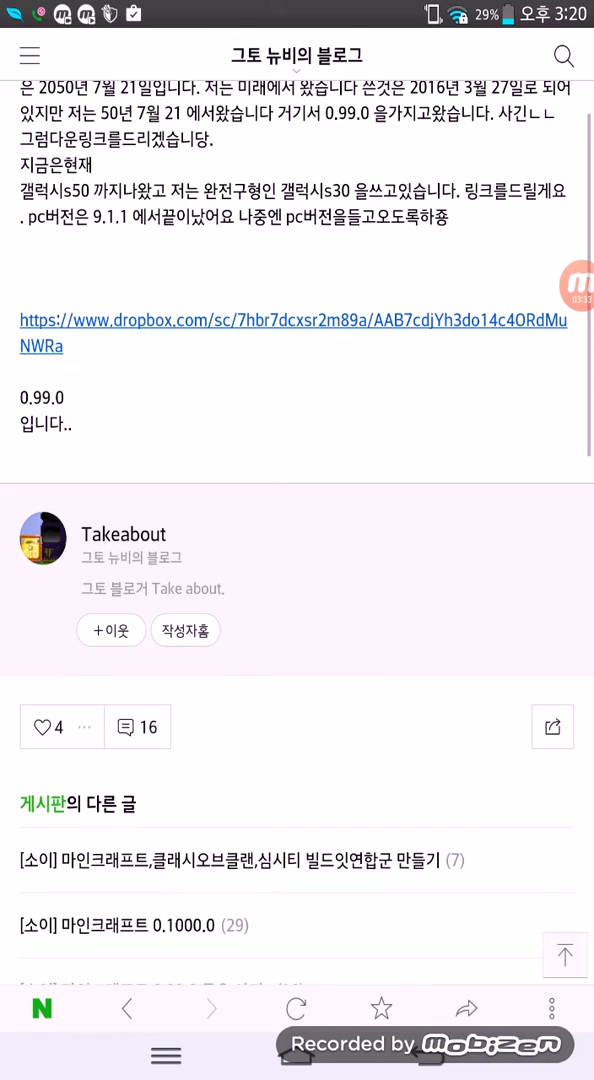 29% 오후 3:20
그토 뉴비의 블로그
은 2050년 7월 21일입니다. 저는 미래에서 왔습니다 쓴것은 2016년 3월 27일로 되어
있지만 저는 50년 7월 21 에서왔습니다 거기서 0.99.0 을가지고왔습니다. 사긴ㄴㄴ
그럼다운링크를드리겠습니당.
지금은현재
갤럭시s50 까지나왔고 저는 완전구형인 갤럭시s30 을쓰고있습니다. 링크를드릴게요
. pc버전은 9.1.1 에서끝이났어요 나중엔 pc버전을들고오도록하죵
03:33
https://www.dropbox.com/sc/7hbr7dcxsr2m89a/AAB7cdjYh3do14c4ORdMu
NWRa
0.99.0
입니다..
Takeabout
그토 뉴비의 블로그
그토 블로거 Take about.
+이웃 작성자홈
4 ··· 16
게시판의 다른 글
[소이] 마인크래프트,클래시오브클랜,심시티 빌드잇연합군 만들기 (7)
[소이] 마인크래프트 0.1000.0 (29)
N
Recorded by mobizen